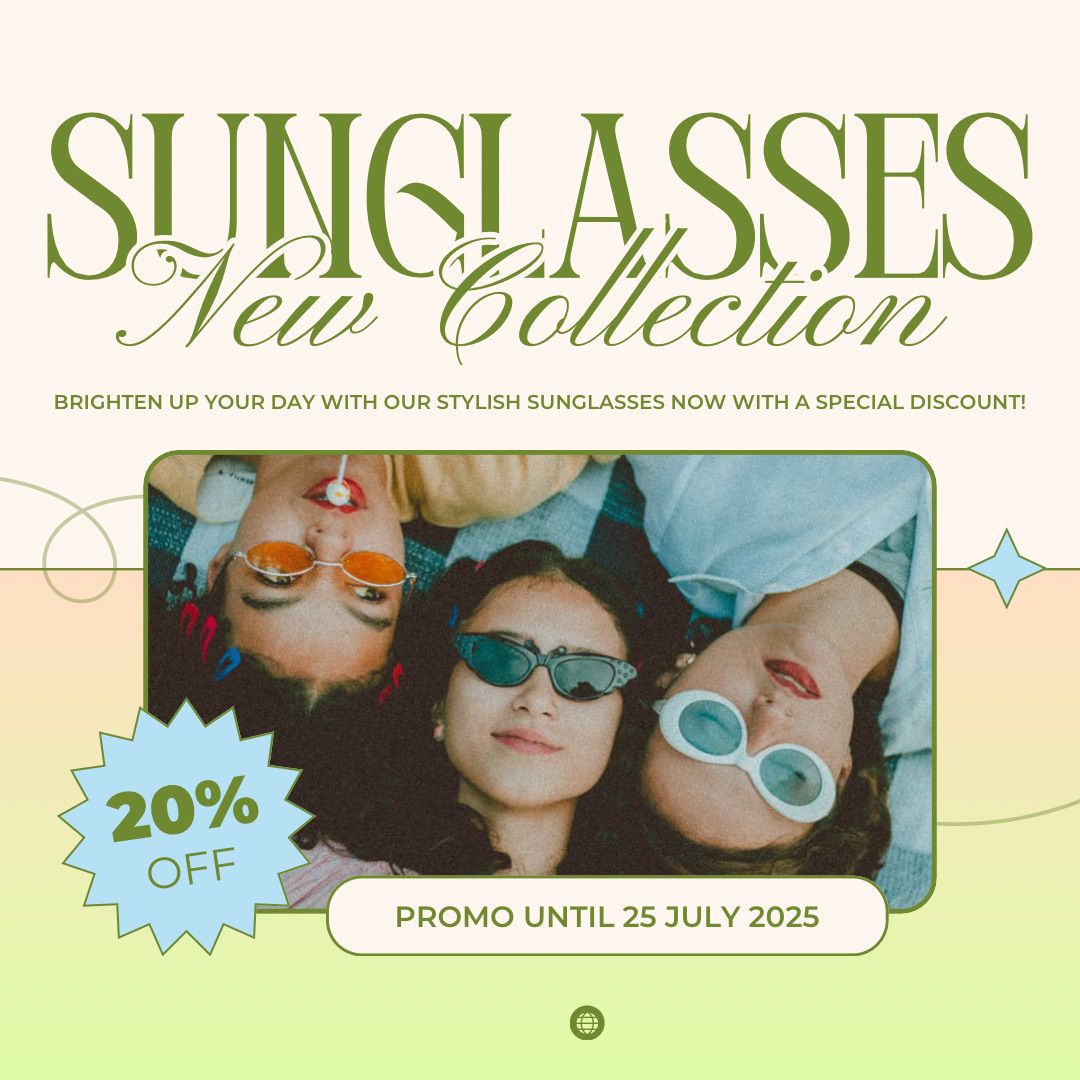 SUNGLASSES
New Collection
BRIGHTEN UP YOUR DAY WITH OUR STYLISH SUNGLASSES NOW WITH A SPECIAL DISCOUNT!
20%
OFF
PROMO UNTIL 25 JULY 2025